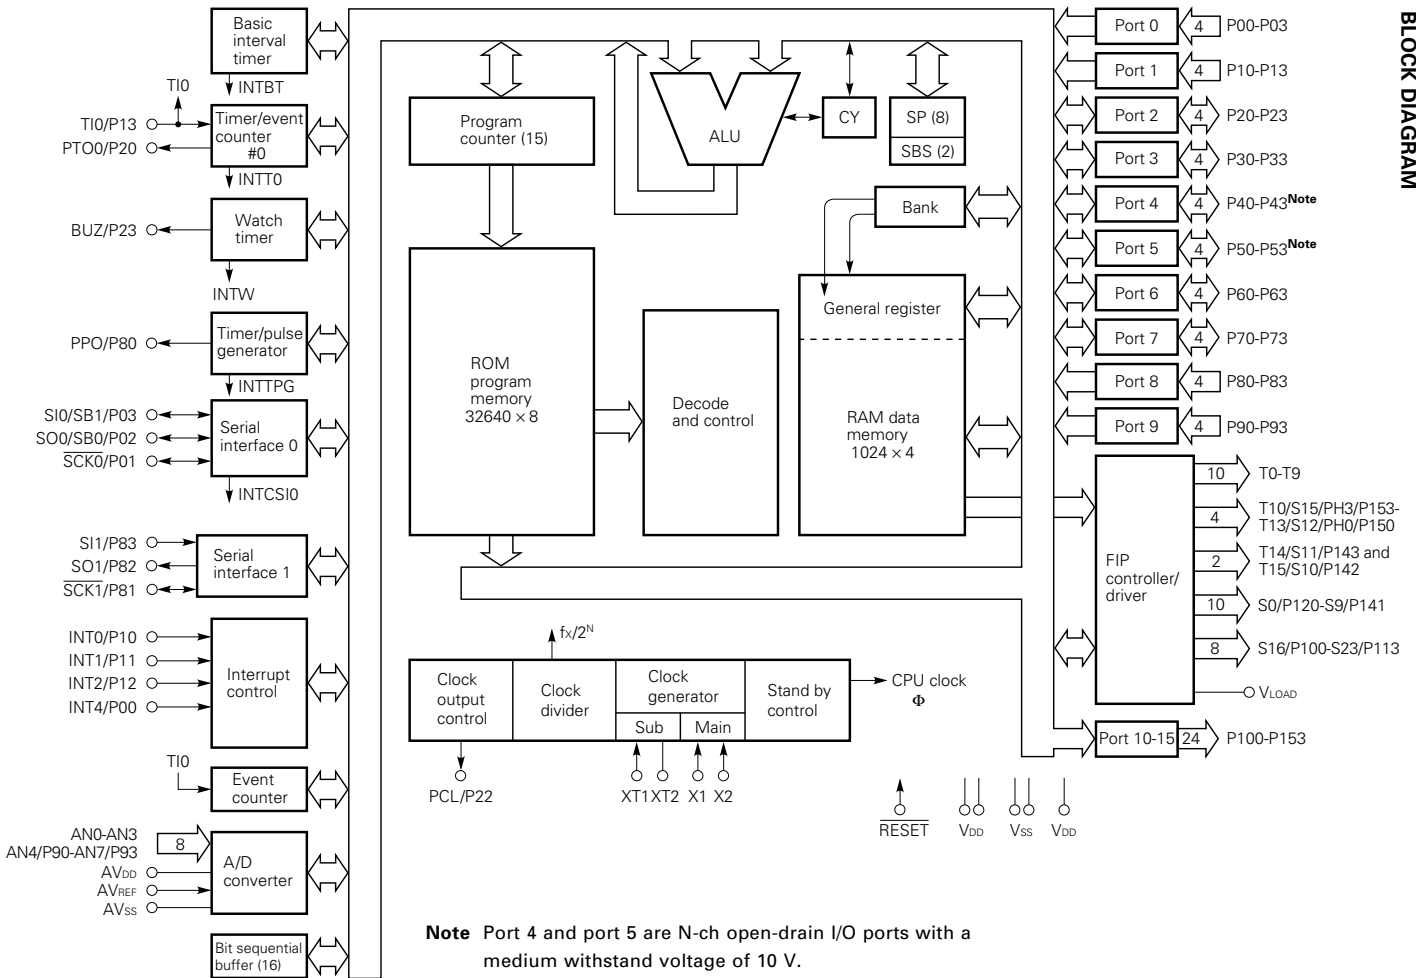 BLOCK DIAGRAM
Basic
interval
timer
INTBT
TI0
TI0/P13
PTO0/P20
Timer/event
counter
#0
INTT0
BUZ/P23
Watch
timer
INTW
PPO/P80
Timer/pulse
generator
INTTPG
SI0/SB1/P03
SO0/SB0/P02
SCK0/P01
Serial
interface 0
INTCSI0
SI1/P83
SO1/P82
SCK1/P81
Serial
interface 1
INT0/P10
INT1/P11
INT2/P12
INT4/P00
Interrupt
control
TI0
Event
counter
AN0-AN3
AN4/P90-AN7/P93
8
AVDD
AVREF
AVSS
A/D
converter
Bit sequential
buffer (16)
Program
counter (15)
ALU
CY
SP (8)
SBS (2)
Bank
ROM
program
memory
32640 × 8
Decode
and control
General register
RAM data
memory
1024 × 4
fX/2N
Clock
output
control
Clock
divider
Clock
generator
Sub
Main
Stand by
control
CPU clock
Φ
PCL/P22
XT1 XT2 X1 X2
RESET
VDD
VSS
VDD
Port 0 4 P00-P03
Port 1 4 P10-P13
Port 2 4 P20-P23
Port 3 4 P30-P33
Port 4 4 P40-P43Note
Port 5 4 P50-P53Note
Port 6 4 P60-P63
Port 7 4 P70-P73
Port 8 4 P80-P83
Port 9 4 P90-P93
FIP
controller/
driver
10 T0-T9
4 T10/S15/PH3/P153-
T13/S12/PH0/P150
2 T14/S11/P143 and
T15/S10/P142
10 S0/P120-S9/P141
8 S16/P100-S23/P113
VLOAD
Port 10-15 24 P100-P153
Note Port 4 and port 5 are N-ch open-drain I/O ports with a
medium withstand voltage of 10 V.